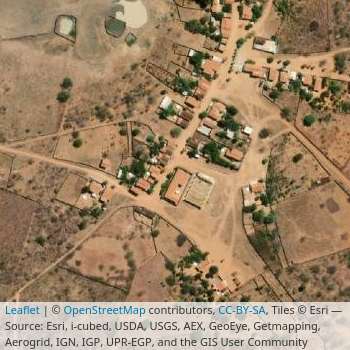 Leaflet | © OpenStreetMap contributors, CC-BY-SA, Tiles © Esri —
Source: Esri, i-cubed, USDA, USGS, AEX, GeoEye, Getmapping,
Aerogrid, IGN, IGP, UPR-EGP, and the GIS User Community